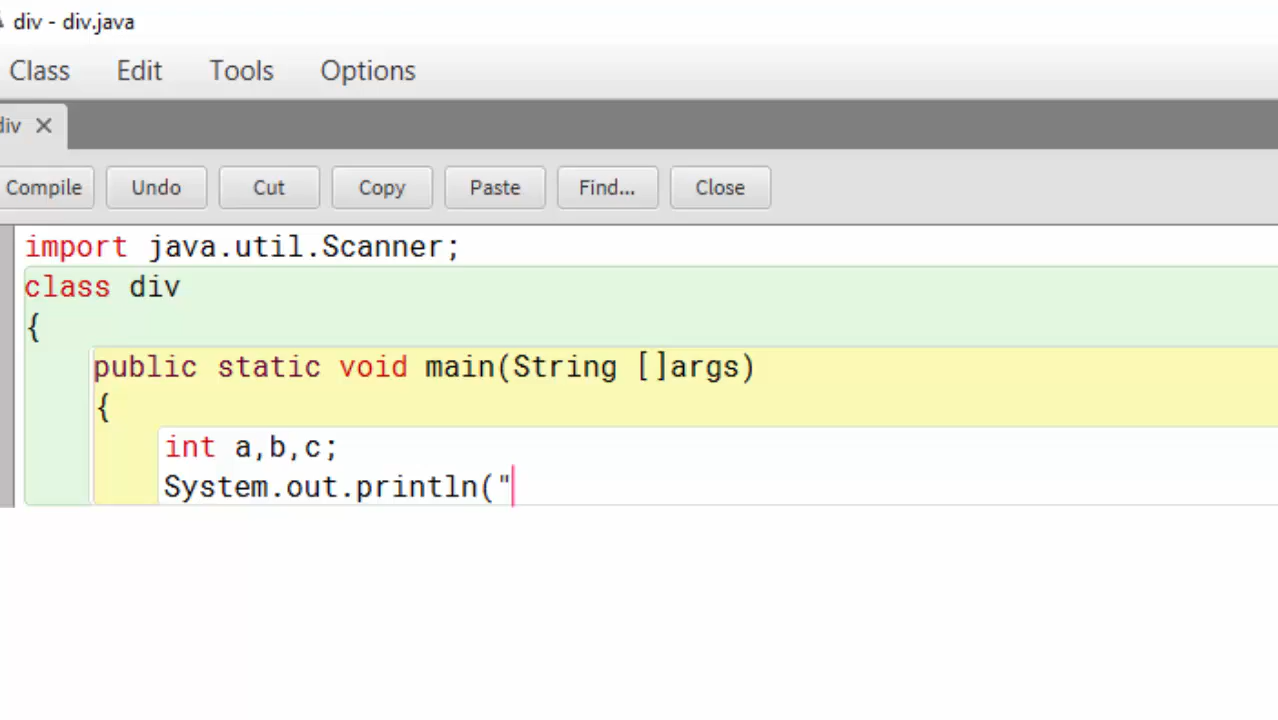 div - div.java
Class Edit Tools Options
div
Compile Undo Cut Copy Paste Find... Close
import java.util.Scanner;
class div
{
public static void main(String []args)
{
int a,b,c;
System.out.println("